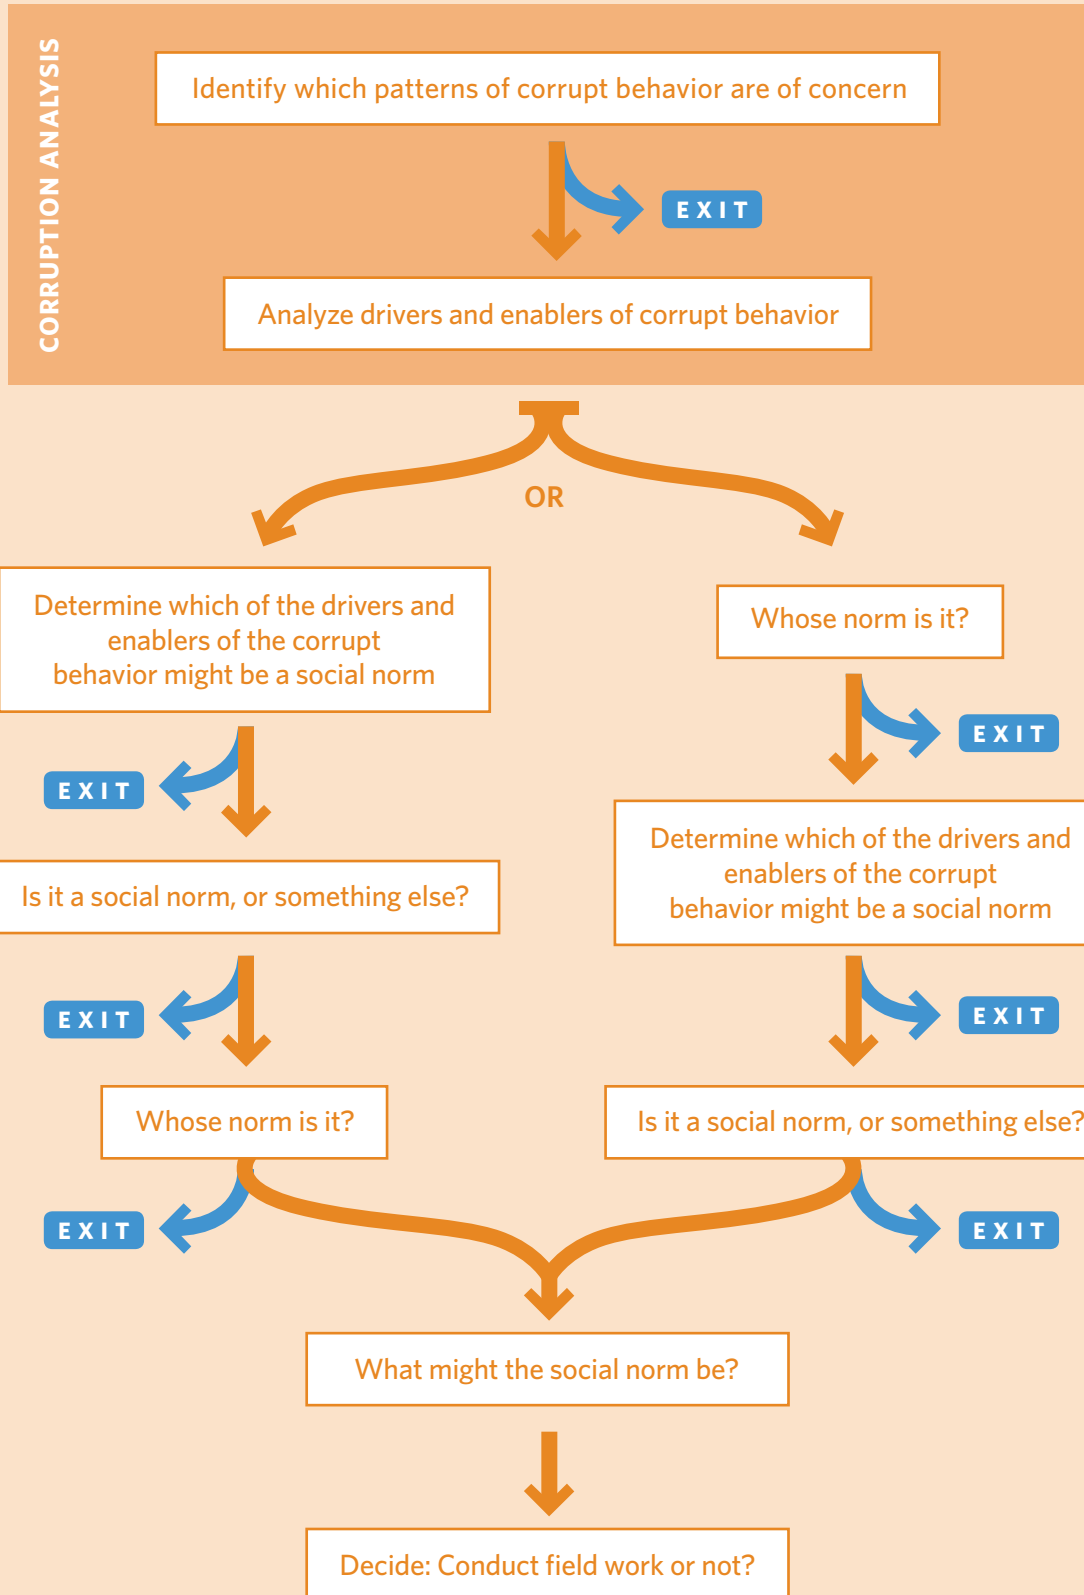 CORRUPTION ANALYSIS
Identify which patterns of corrupt behavior are of concern
EXIT
Analyze drivers and enablers of corrupt behavior
OR
Determine which of the drivers and
enablers of the corrupt
behavior might be a social norm
EXIT
Is it a social norm, or something else?
EXIT
Whose norm is it?
EXIT
Whose norm is it?
EXIT
Determine which of the drivers and
enablers of the corrupt
behavior might be a social norm
EXIT
Is it a social norm, or something else?
EXIT
What might the social norm be?
Decide: Conduct field work or not?